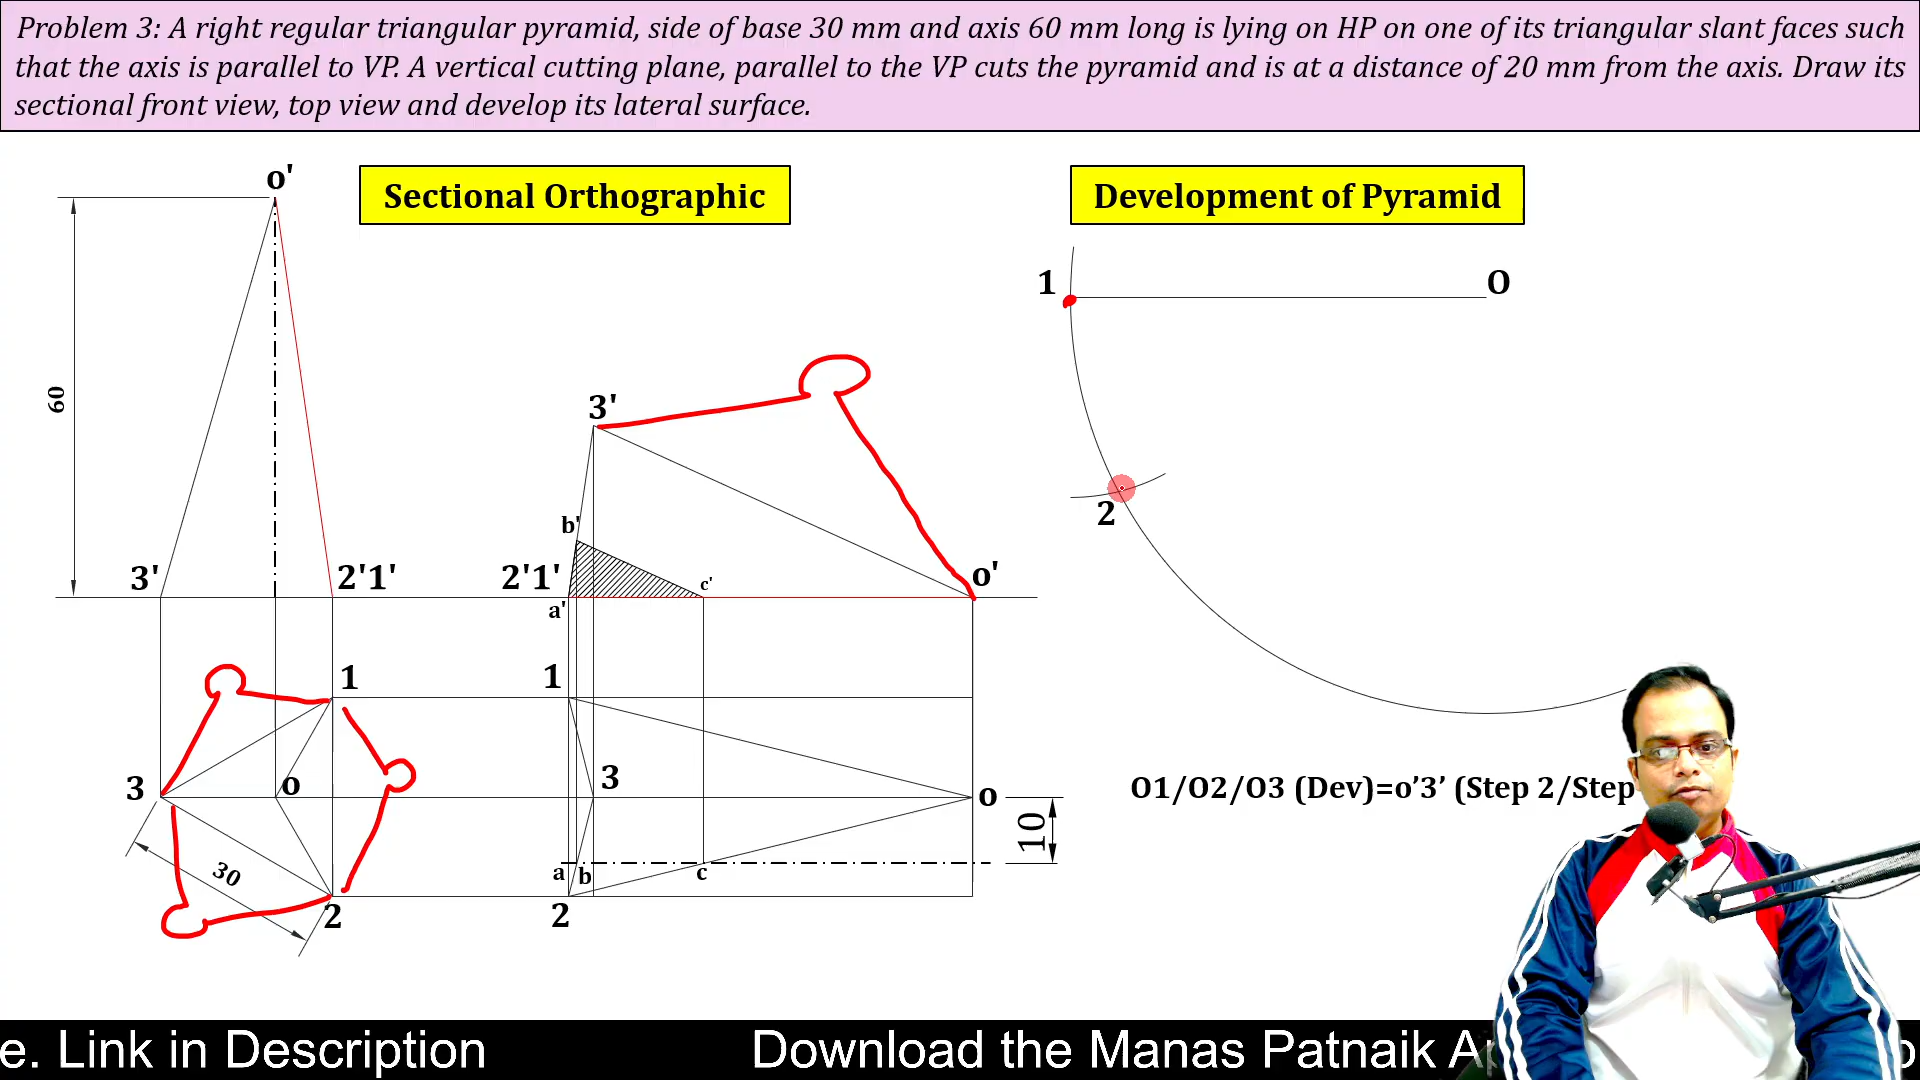 Problem 3: A right regular triangular pyramid, side of base 30 mm and axis 60 mm long is lying on HP on one of its triangular slant faces such
that the axis is parallel to VP. A vertical cutting plane, parallel to the VP cuts the pyramid and is at a distance of 20 mm from the axis. Draw its
sectional front view, top view and develop its lateral surface.
o'
Sectional Orthographic
Development of Pyramid
1
O
60
3'
b'
2
3'
2'1'
2'1'
c'
o'
a'
1
1
3
o
3
o
O1/O2/O3 (Dev)=o’3’ (Step 2/Step
10
30
a
b
c
2
2
e. Link in Description
Download the Manas Patnaik